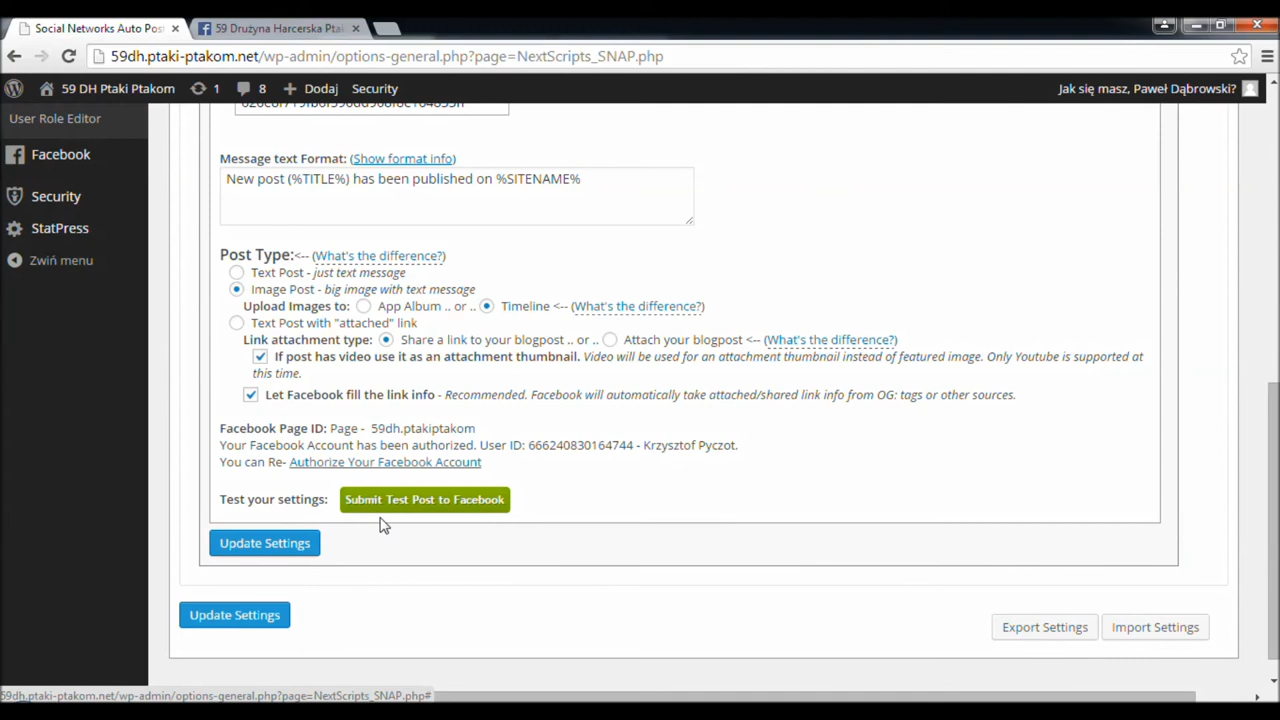 Social Networks Auto Pos
59 Drużyna Harcerska Ptak
59dh.ptaki-ptakom.net/wp-admin/options-general.php?page=NextScripts_SNAP.php
59 DH Ptaki Ptakom
1
8
Dodaj
Security
Jak się masz, Paweł Dąbrowski?
User Role Editor
Facebook
Security
StatPress
Zwiń menu
Message text Format: (Show format info)
New post (%TITLE%) has been published on %SITENAME%
Post Type:<-- (What's the difference?)
Text Post - just text message
Image Post - big image with text message
Upload Images to: App Album .. or .. Timeline <-- (What's the difference?)
Text Post with "attached" link
Link attachment type: Share a link to your blogpost .. or .. Attach your blogpost <-- (What's the difference?)
If post has video use it as an attachment thumbnail. Video will be used for an attachment thumbnail instead of featured image. Only Youtube is supported at
this time.
Let Facebook fill the link info - Recommended. Facebook will automatically take attached/shared link info from OG: tags or other sources.
Facebook Page ID: Page - 59dh.ptakiptakom
Your Facebook Account has been authorized. User ID: 666240830164744 - Krzysztof Pyczot.
You can Re- Authorize Your Facebook Account
Test your settings: Submit Test Post to Facebook
Update Settings
Update Settings
Export Settings
Import Settings
59dh.ptaki-ptakom.net/wp-admin/options-general.php?page=NextScripts_SNAP.php#